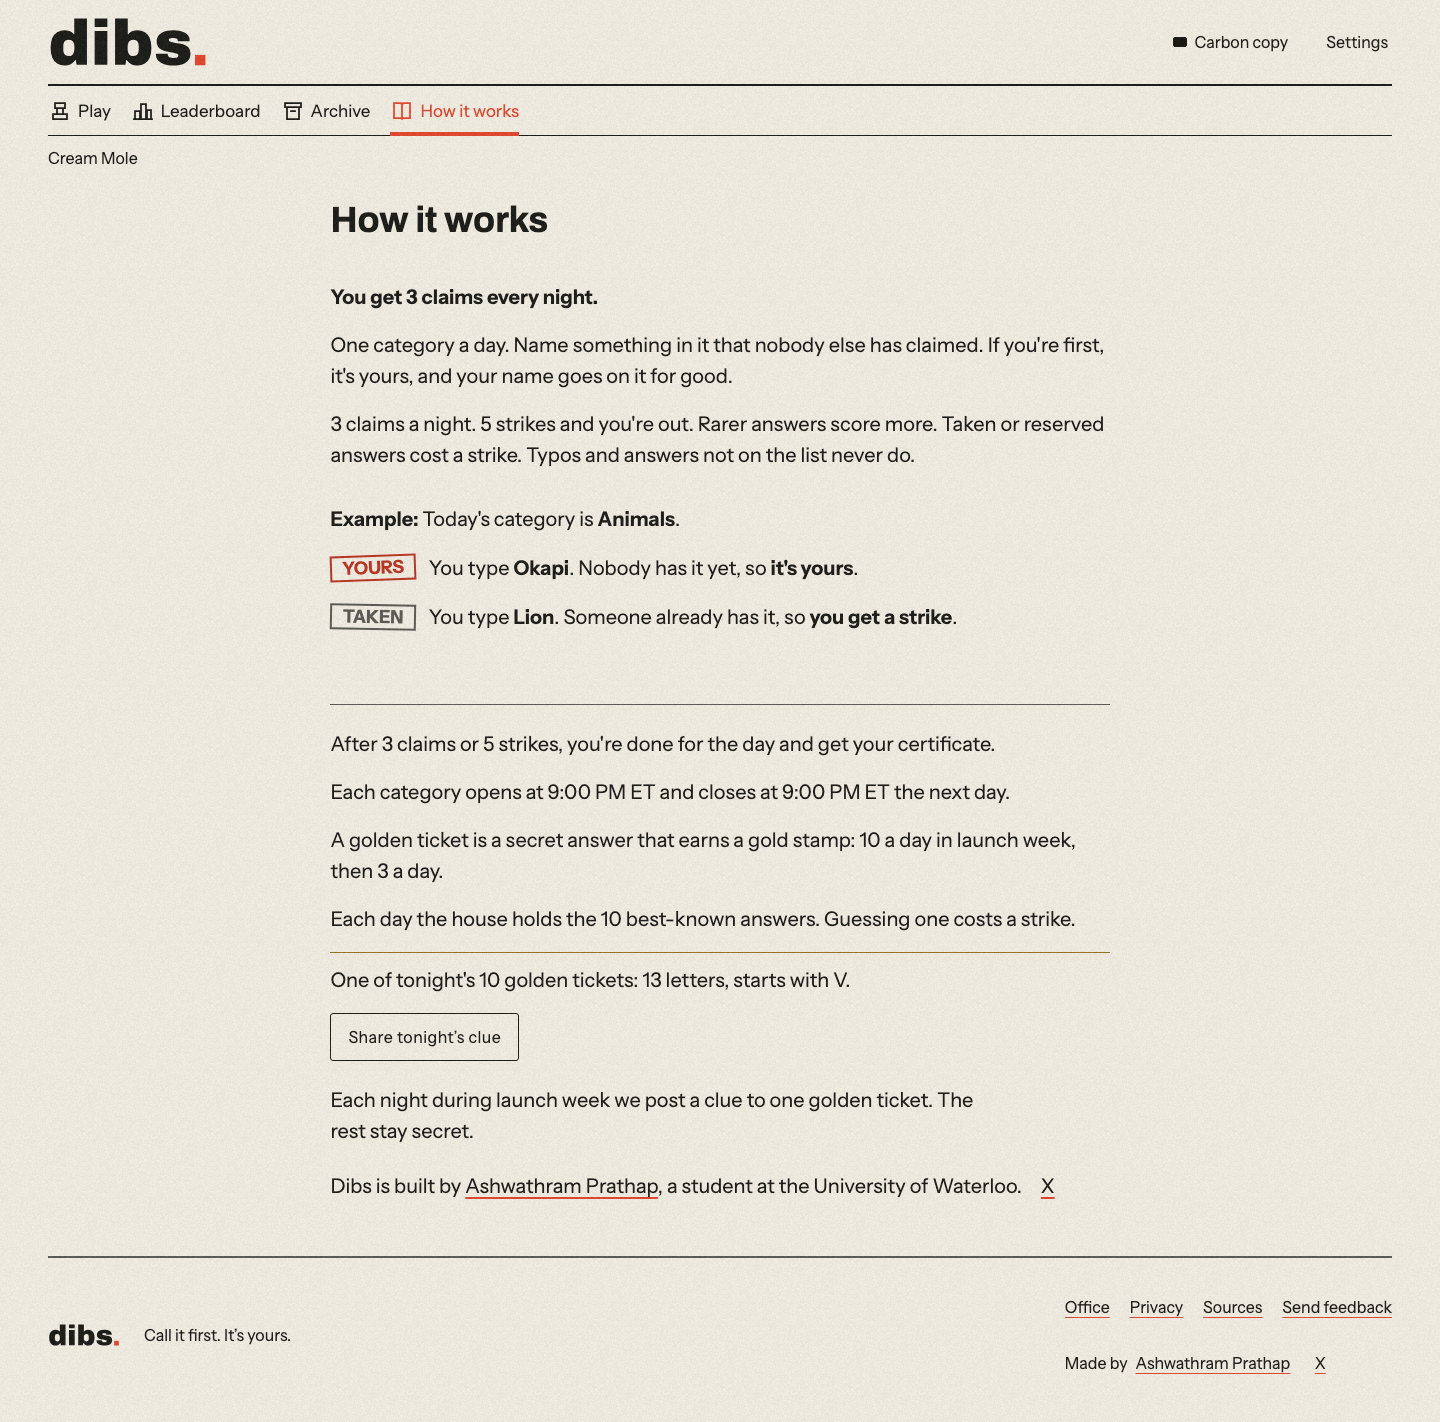 dibs.
Carbon copy
Settings
Play
Leaderboard
Archive
How it works
Cream Mole
How it works
You get 3 claims every night.
One category a day. Name something in it that nobody else has claimed. If you're first,
it's yours, and your name goes on it for good.
3 claims a night. 5 strikes and you're out. Rarer answers score more. Taken or reserved
answers cost a strike. Typos and answers not on the list never do.
Example: Today's category is Animals.
YOURS You type Okapi. Nobody has it yet, so it's yours.
TAKEN You type Lion. Someone already has it, so you get a strike.
After 3 claims or 5 strikes, you're done for the day and get your certificate.
Each category opens at 9:00 PM ET and closes at 9:00 PM ET the next day.
A golden ticket is a secret answer that earns a gold stamp: 10 a day in launch week,
then 3 a day.
Each day the house holds the 10 best-known answers. Guessing one costs a strike.
One of tonight's 10 golden tickets: 13 letters, starts with V.
Share tonight’s clue
Each night during launch week we post a clue to one golden ticket. The
rest stay secret.
Dibs is built by Ashwathram Prathap, a student at the University of Waterloo. X
dibs.
Call it first. It’s yours.
Office Privacy Sources Send feedback
Made by Ashwathram Prathap X